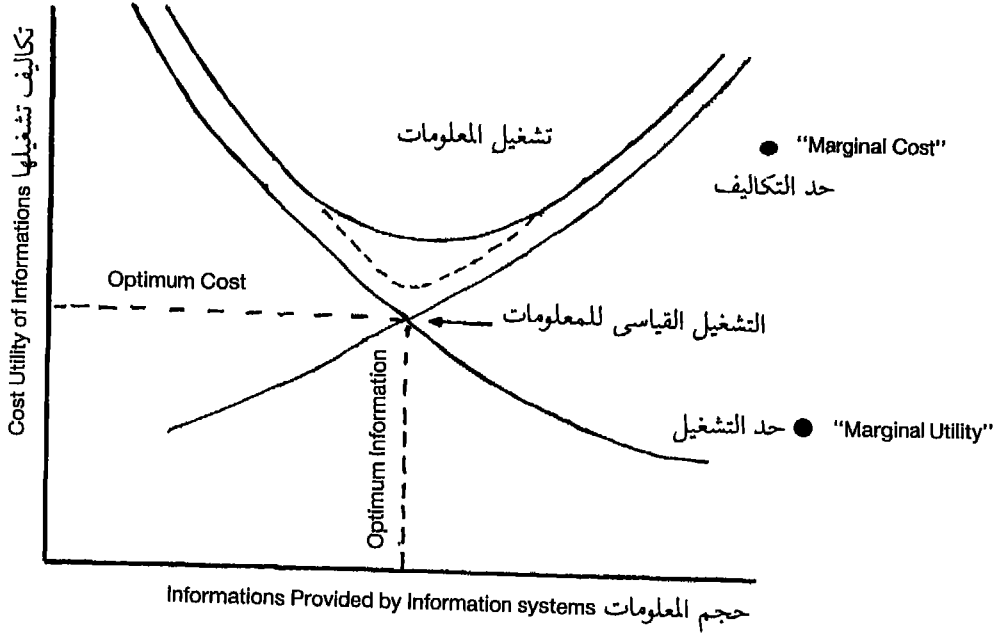 تكاليف تشغيلها Cost Utility of Informations
تشغيل المعلومات
"Marginal Cost"
حد التكاليف
Optimum Cost
التشغيل القياسى للمعلومات
Optimum Information
حد التشغيل "Marginal Utility"
Informations Provided by Information systems حجم المعلومات